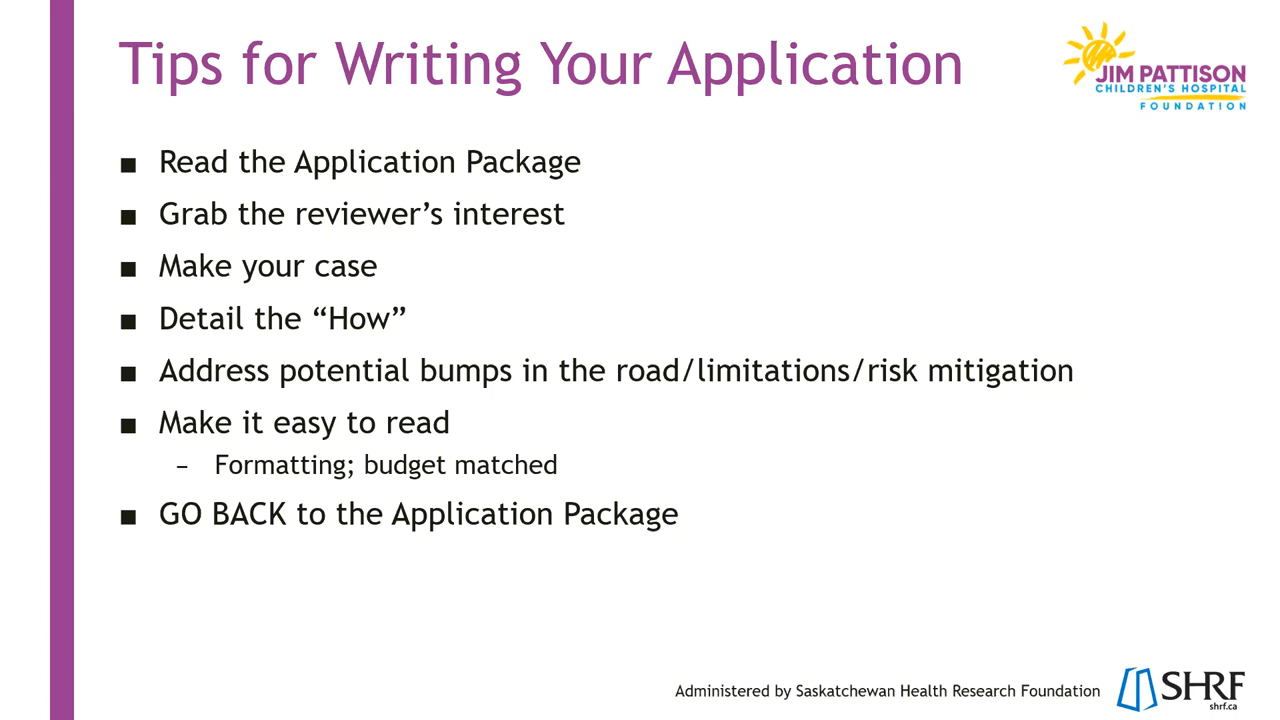 Tips for Writing Your Application
JIM PATTISON
CHILDREN'S HOSPITAL
FOUNDATION
■ Read the Application Package
■ Grab the reviewer’s interest
■ Make your case
■ Detail the “How”
■ Address potential bumps in the road/limitations/risk mitigation
■ Make it easy to read
– Formatting; budget matched
■ GO BACK to the Application Package
Administered by Saskatchewan Health Research Foundation
SHRF
shrf.ca